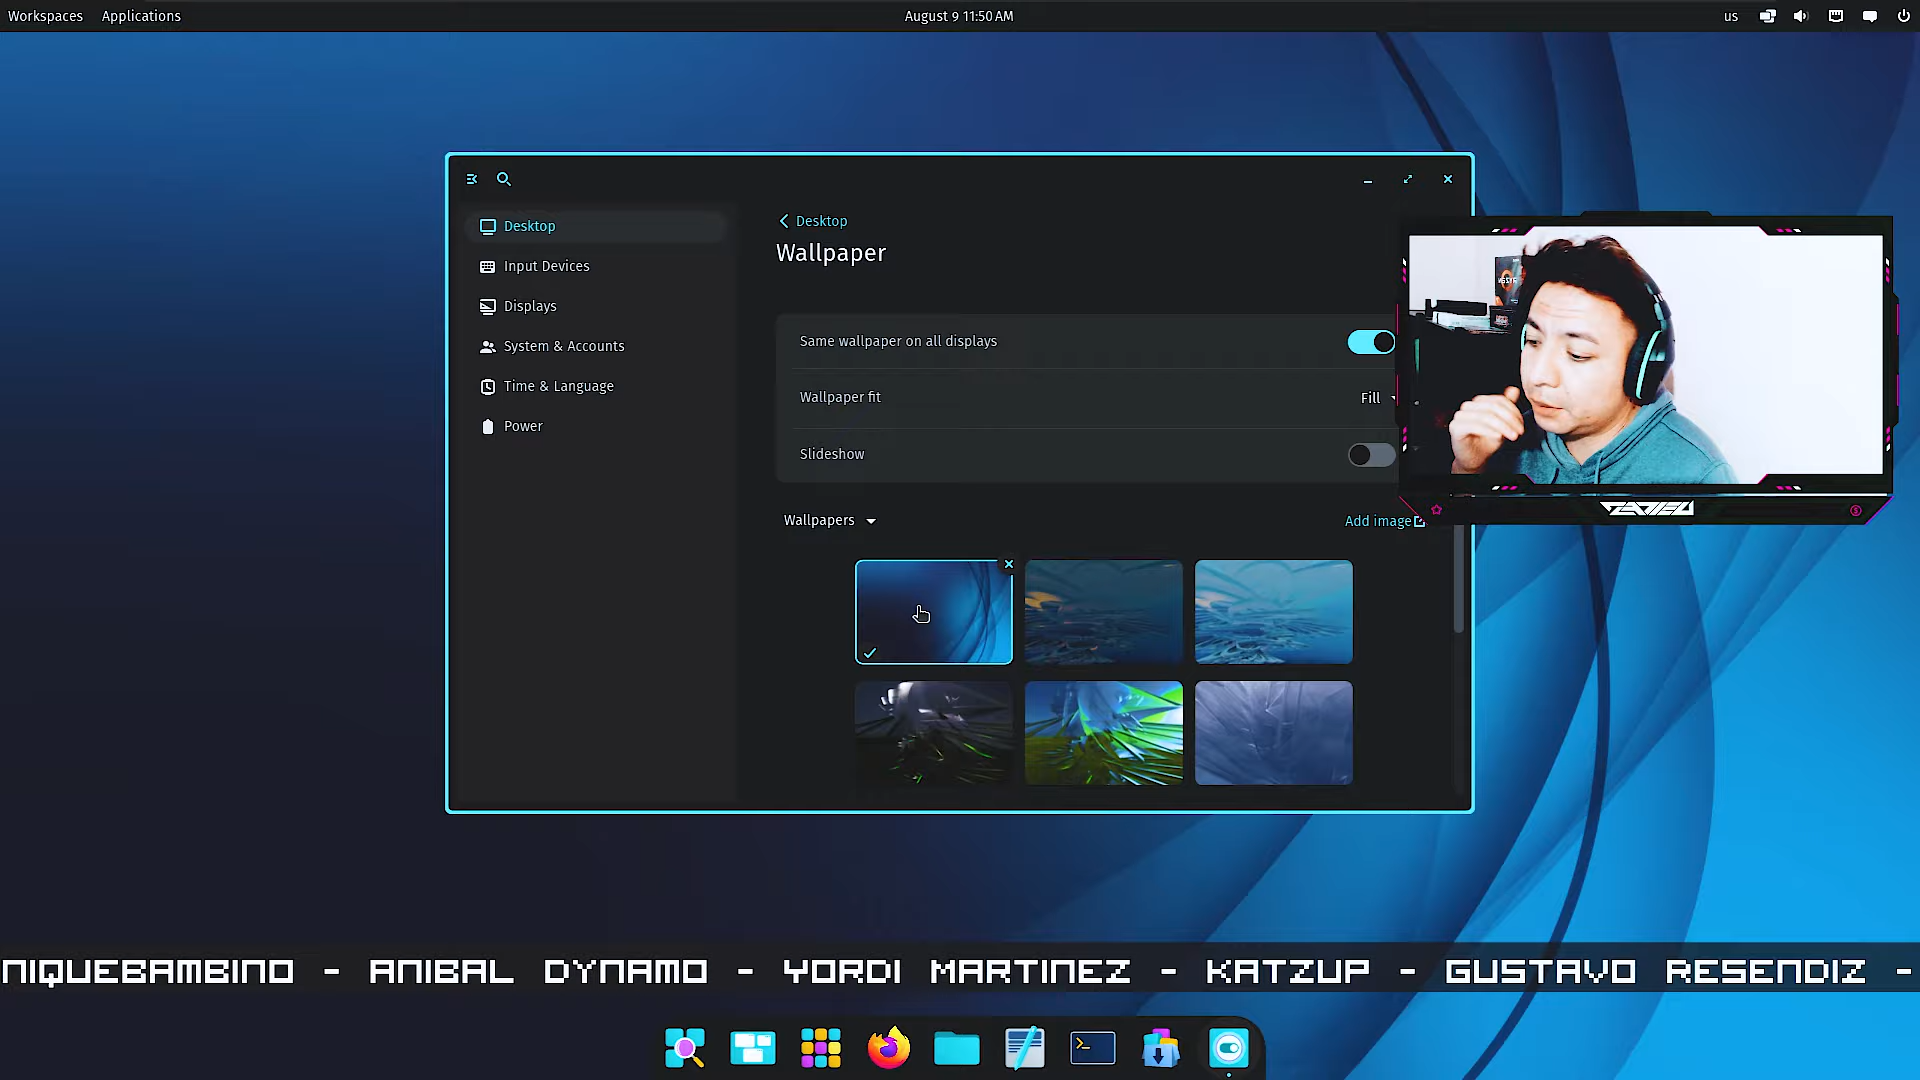 Workspaces Applications August 9 11:50 AM us
Desktop
Input Devices
Displays
System & Accounts
Time & Language
Power
Desktop
Wallpaper
Same wallpaper on all displays
Wallpaper fit Fill
Slideshow
Wallpapers Add image
NIQUEBAMBINO - ANIBAL DYNAMO - YORDI MARTINEZ - KATZUP - GUSTAVO RESENDIZ -